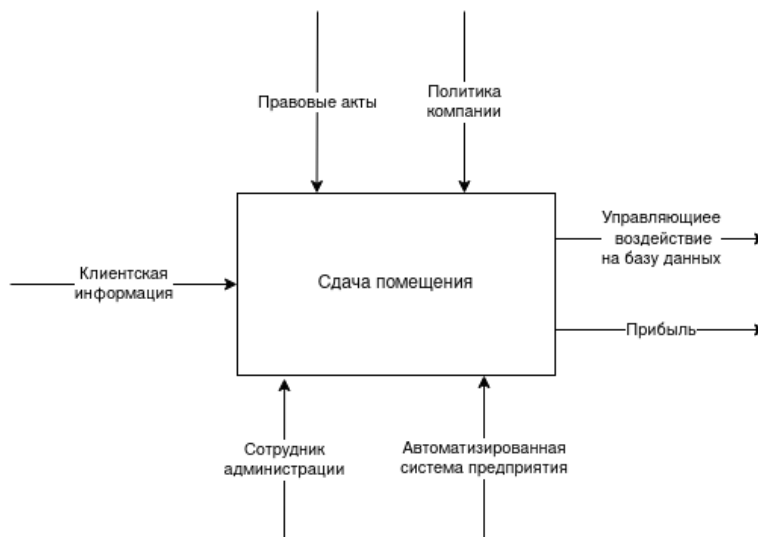 Правовые акты
Политика
компании
Управляющиее
воздействие
на базу данных
Клиентская
информация
Сдача помещения
Прибыль
Сотрудник
администрации
Автоматизированная
система предприятия